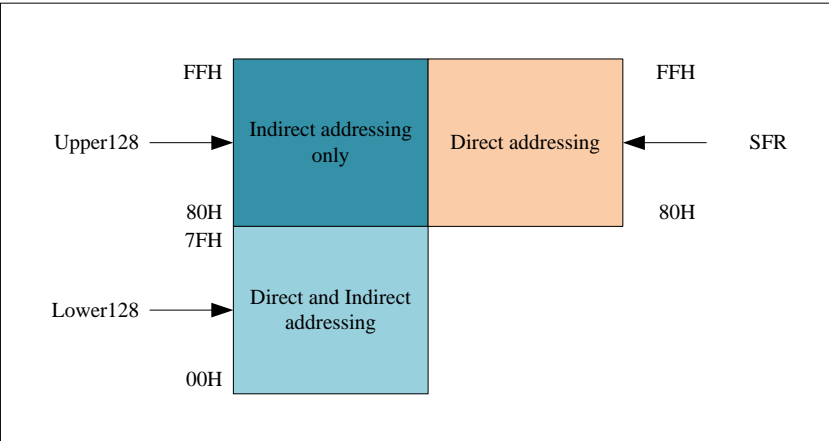 FFH
FFH
Upper128
Indirect addressing
only
Direct addressing
SFR
80H
80H
7FH
Lower128
Direct and Indirect
addressing
00H